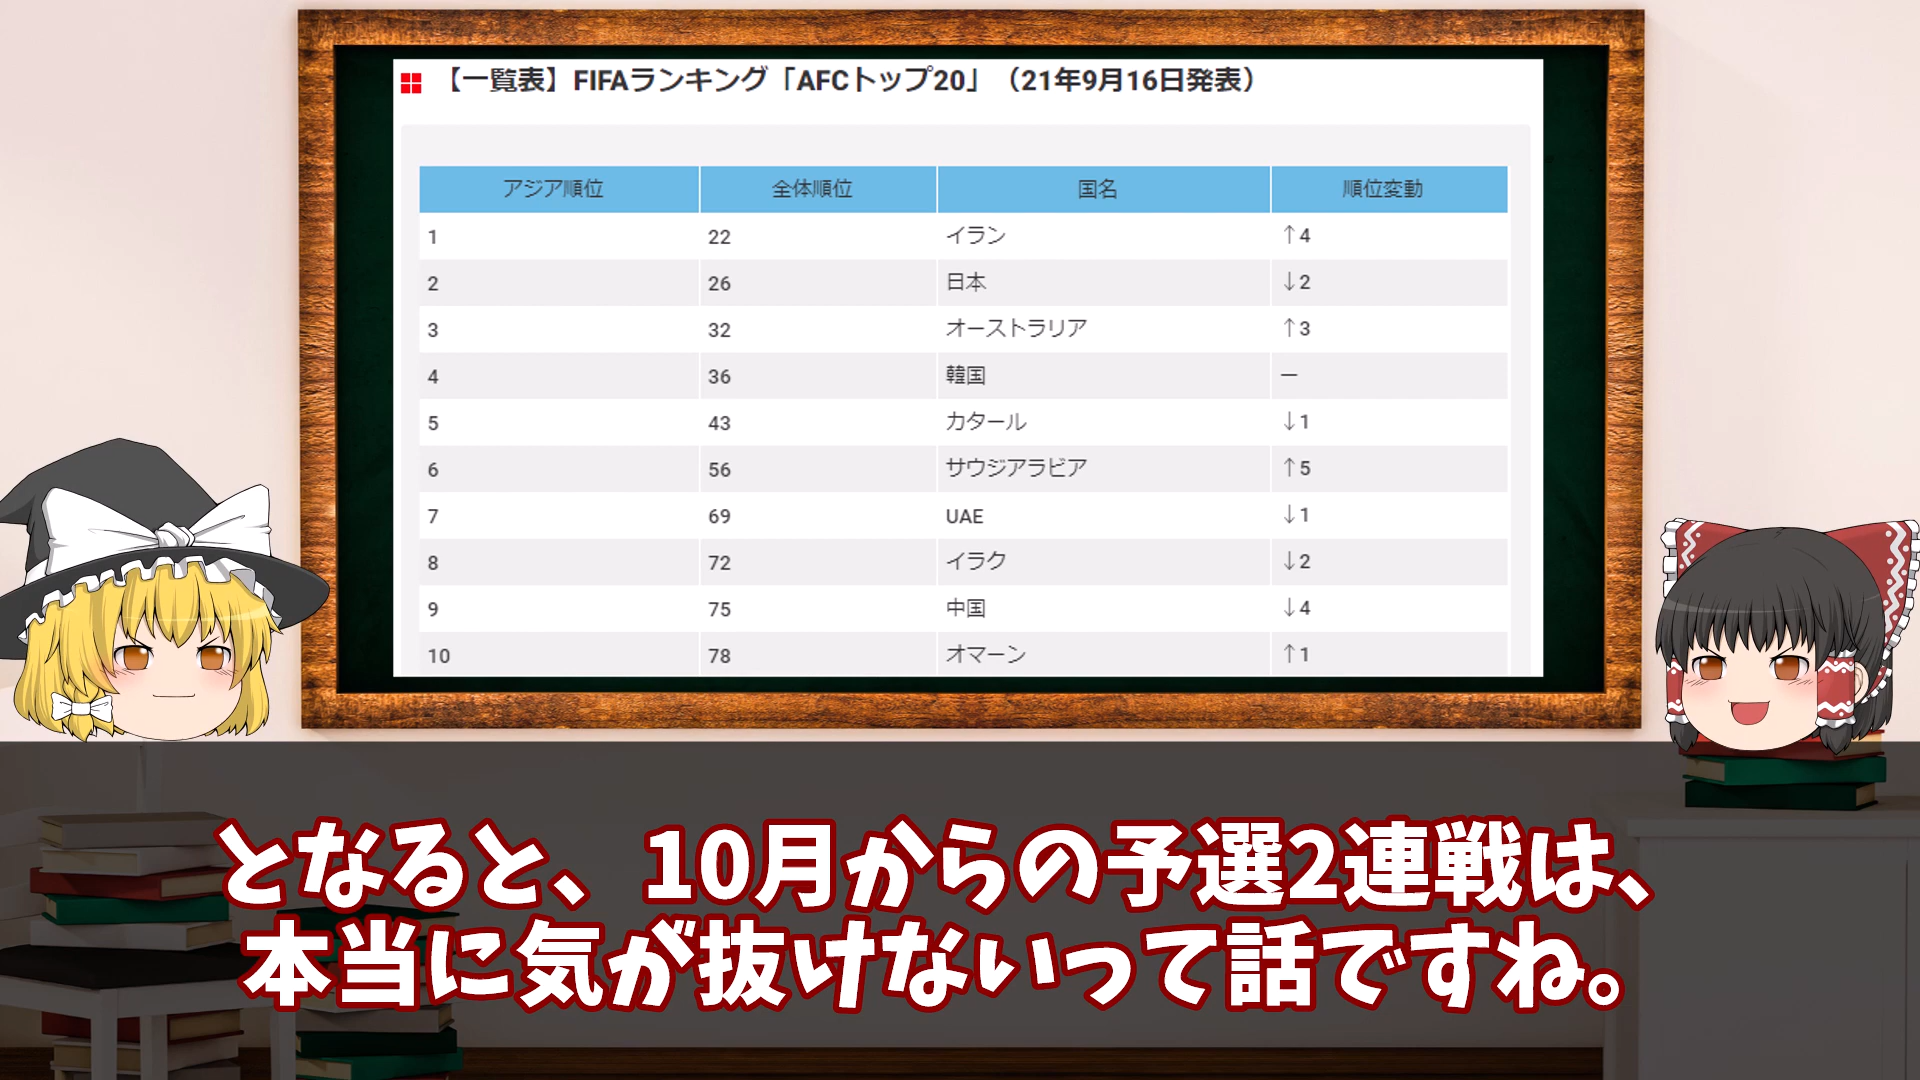 【一覧表】FIFAランキング「AFCトップ20」（21年9月16日発表）
アジア順位 全体順位 国名 順位変動
1 22 イラン ↑4
2 26 日本 ↓2
3 32 オーストラリア ↑3
4 36 韓国 ー
5 43 カタール ↓1
6 56 サウジアラビア ↑5
7 69 UAE ↓1
8 72 イラク ↓2
9 75 中国 ↓4
10 78 オマーン ↑1
となると、10月からの予選2連戦は、
本当に気が抜けないって話ですね。